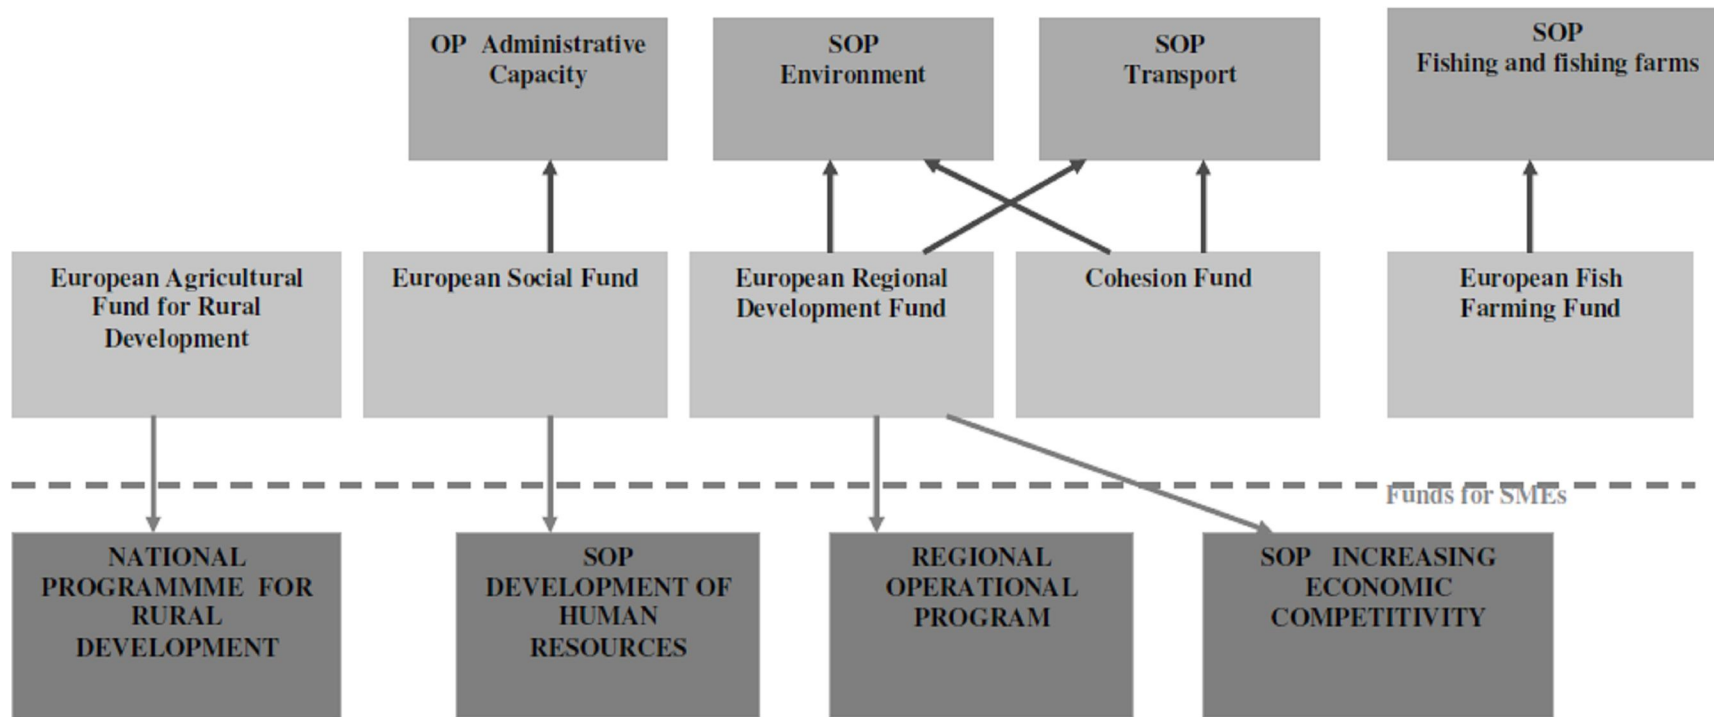 OP Administrative
Capacity
SOP
Environment
SOP
Transport
SOP
Fishing and fishing farms
European Agricultural
Fund for Rural
Development
European Social Fund
European Regional
Development Fund
Cohesion Fund
European Fish
Farming Fund
Funds for SMEs
NATIONAL
PROGRAMMME FOR
RURAL
DEVELOPMENT
SOP
DEVELOPMENT OF
HUMAN
RESOURCES
REGIONAL
OPERATIONAL
PROGRAM
SOP INCREASING
ECONOMIC
COMPETITIVITY